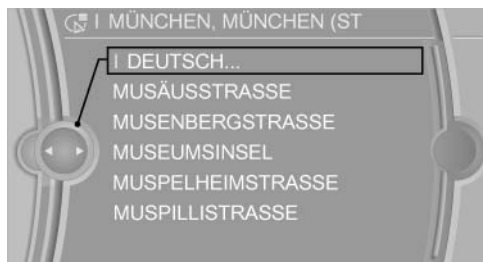 I MÜNCHEN, MÜNCHEN (ST
I DEUTSCH...
MUSÄUSSTRASSE
MUSENBERGSTRASSE
MUSEUMSINSEL
MUSPELHEIMSTRASSE
MUSPILLISTRASSE